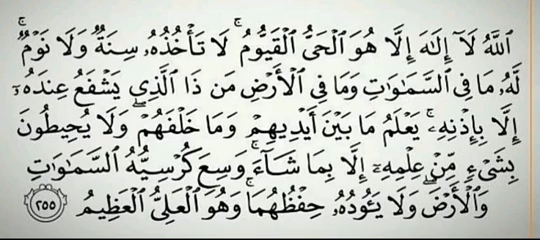 ٱللَّهُ لَآ إِلَٰهَ إِلَّا هُوَ ٱلْحَىُّ ٱلْقَيُّومُ ۚ لَا تَأْخُذُهُۥ سِنَةٌ وَلَا نَوْمٌ ۚ
لَّهُۥ مَا فِى ٱلسَّمَٰوَٰتِ وَمَا فِى ٱلْأَرْضِ مَن ذَا ٱلَّذِى يَشْفَعُ عِندَهُۥٓ
إِلَّا بِإِذْنِهِۦ ۚ يَعْلَمُ مَا بَيْنَ أَيْدِيهِمْ وَمَا خَلْفَهُمْ ۖ وَلَا يُحِيطُونَ
بِشَىْءٍ مِّنْ عِلْمِهِۦٓ إِلَّا بِمَا شَآءَ ۚ وَسِعَ كُرْسِيُّهُ ٱلسَّمَٰوَٰتِ
وَٱلْأَرْضَ ۖ وَلَا يَـُٔودُهُۥ حِفْظُهُمَا ۚ وَهُوَ ٱلْعَلِىُّ ٱلْعَظِيمُ ٢٥٥